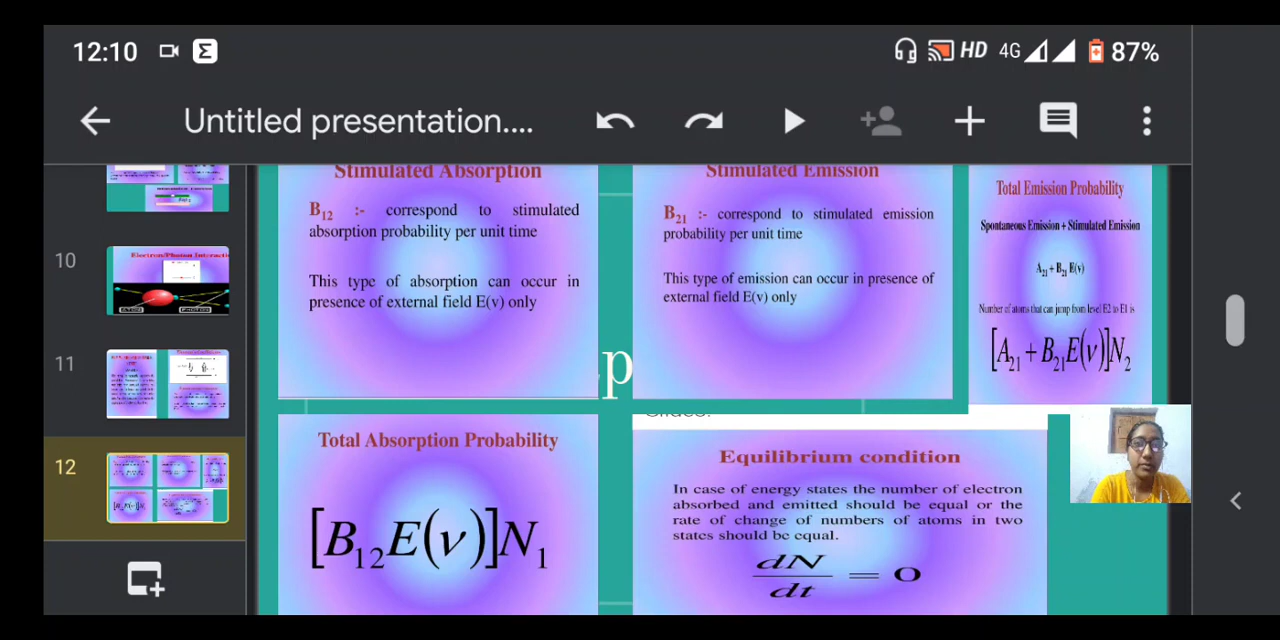 12:10
HD 4G 87%
Untitled presentation....
Stimulated Absorption
B12 :- correspond to stimulated
absorption probability per unit time
This type of absorption can occur in
presence of external field E(ν) only
Stimulated Emission
B21 :- correspond to stimulated emission
probability per unit time
This type of emission can occur in presence of
external field E(ν) only
Total Emission Probability
Spontaneous Emission + Stimulated Emission
A21 + B21 E(ν)
Number of atoms that can jump from level E2 to E1 is
[A21 + B21E(ν)]N2
p
Total Absorption Probability
[B12E(ν)]N1
Equilibrium condition
In case of energy states the number of electron
absorbed and emitted should be equal or the
rate of change of numbers of atoms in two
states should be equal.
dN/dt = 0
10
Electron/Photon Interacti
11
12